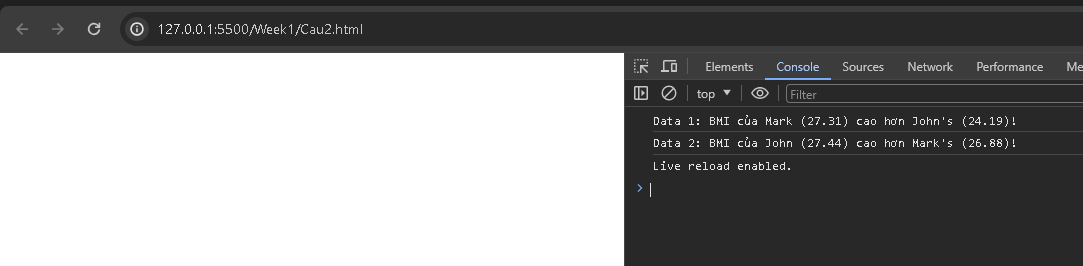 127.0.0.1:5500/Week1/Cau2.html
Elements Console Sources Network Performance Me
top Filter
Data 1: BMI của Mark (27.31) cao hơn John's (24.19)!
Data 2: BMI của John (27.44) cao hơn Mark's (26.88)!
Live reload enabled.